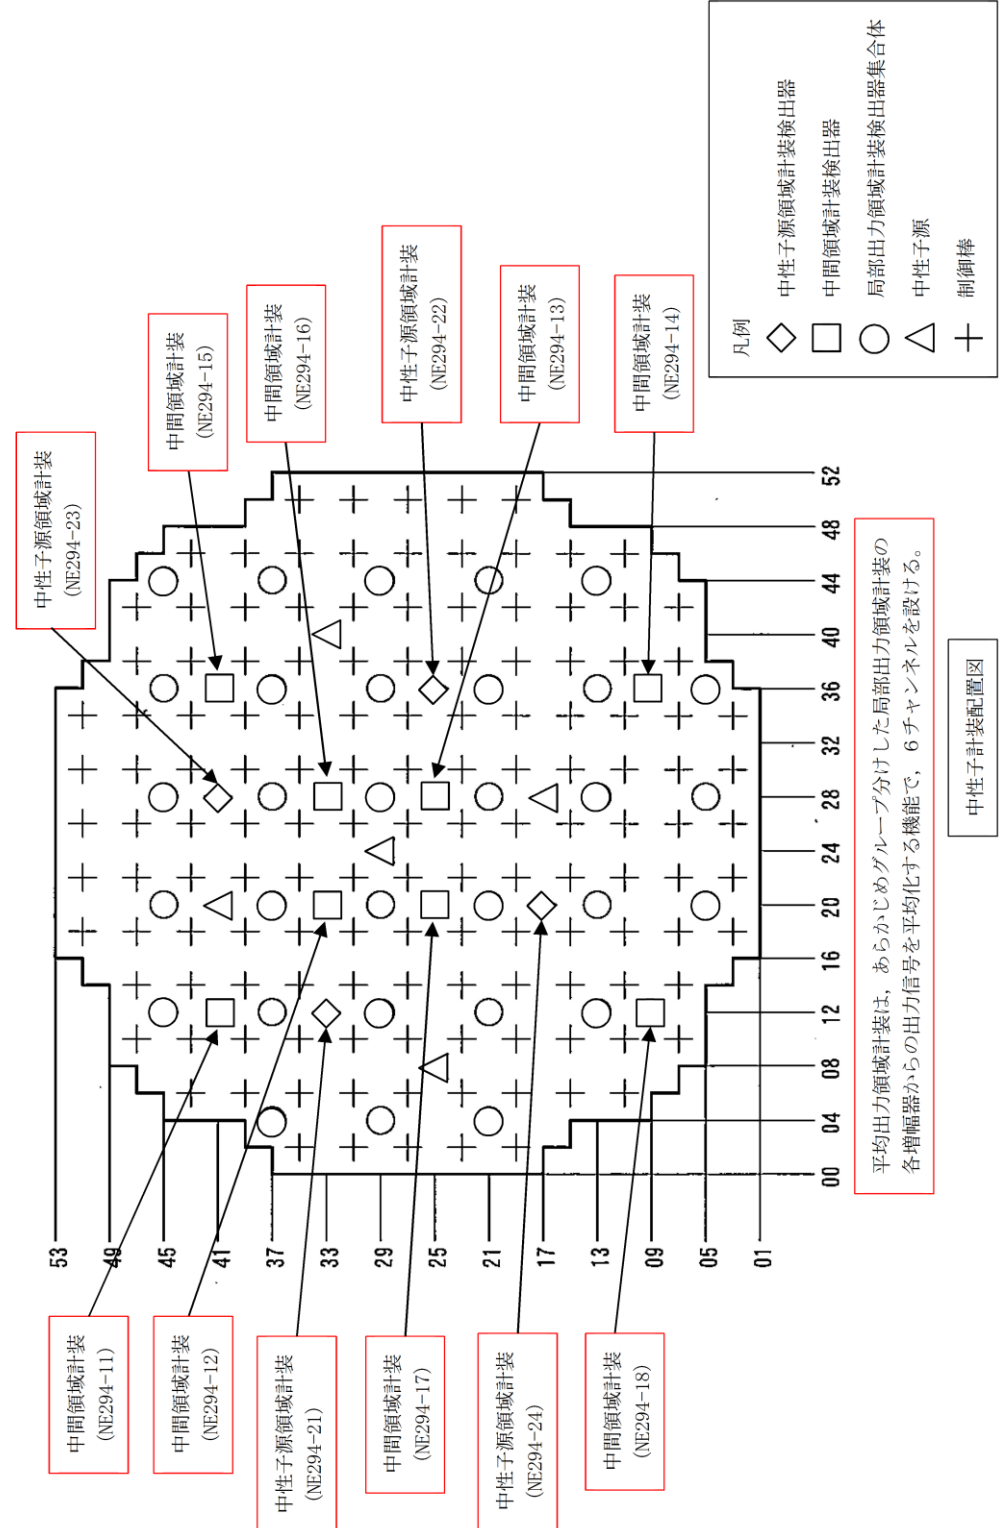 中性子源領域計装
(NE294-23)
中間領域計装
(NE294-15)
中間領域計装
(NE294-16)
中性子源領域計装
(NE294-22)
中間領域計装
(NE294-13)
中間領域計装
(NE294-14)
中間領域計装
(NE294-11)
中間領域計装
(NE294-12)
中性子源領域計装
(NE294-21)
中間領域計装
(NE294-17)
中性子源領域計装
(NE294-24)
中間領域計装
(NE294-18)
53
49
45
41
37
33
29
25
21
17
13
09
05
01
00
04
08
12
16
20
24
28
32
36
40
44
48
52
凡例
中性子源領域計装検出器
中間領域計装検出器
局部出力領域計装検出器集合体
中性子源
制御棒
平均出力領域計装は，あらかじめグループ分けした局部出力領域計装の
各増幅器からの出力信号を平均化する機能で，６チャンネルを設ける。
中性子計装配置図